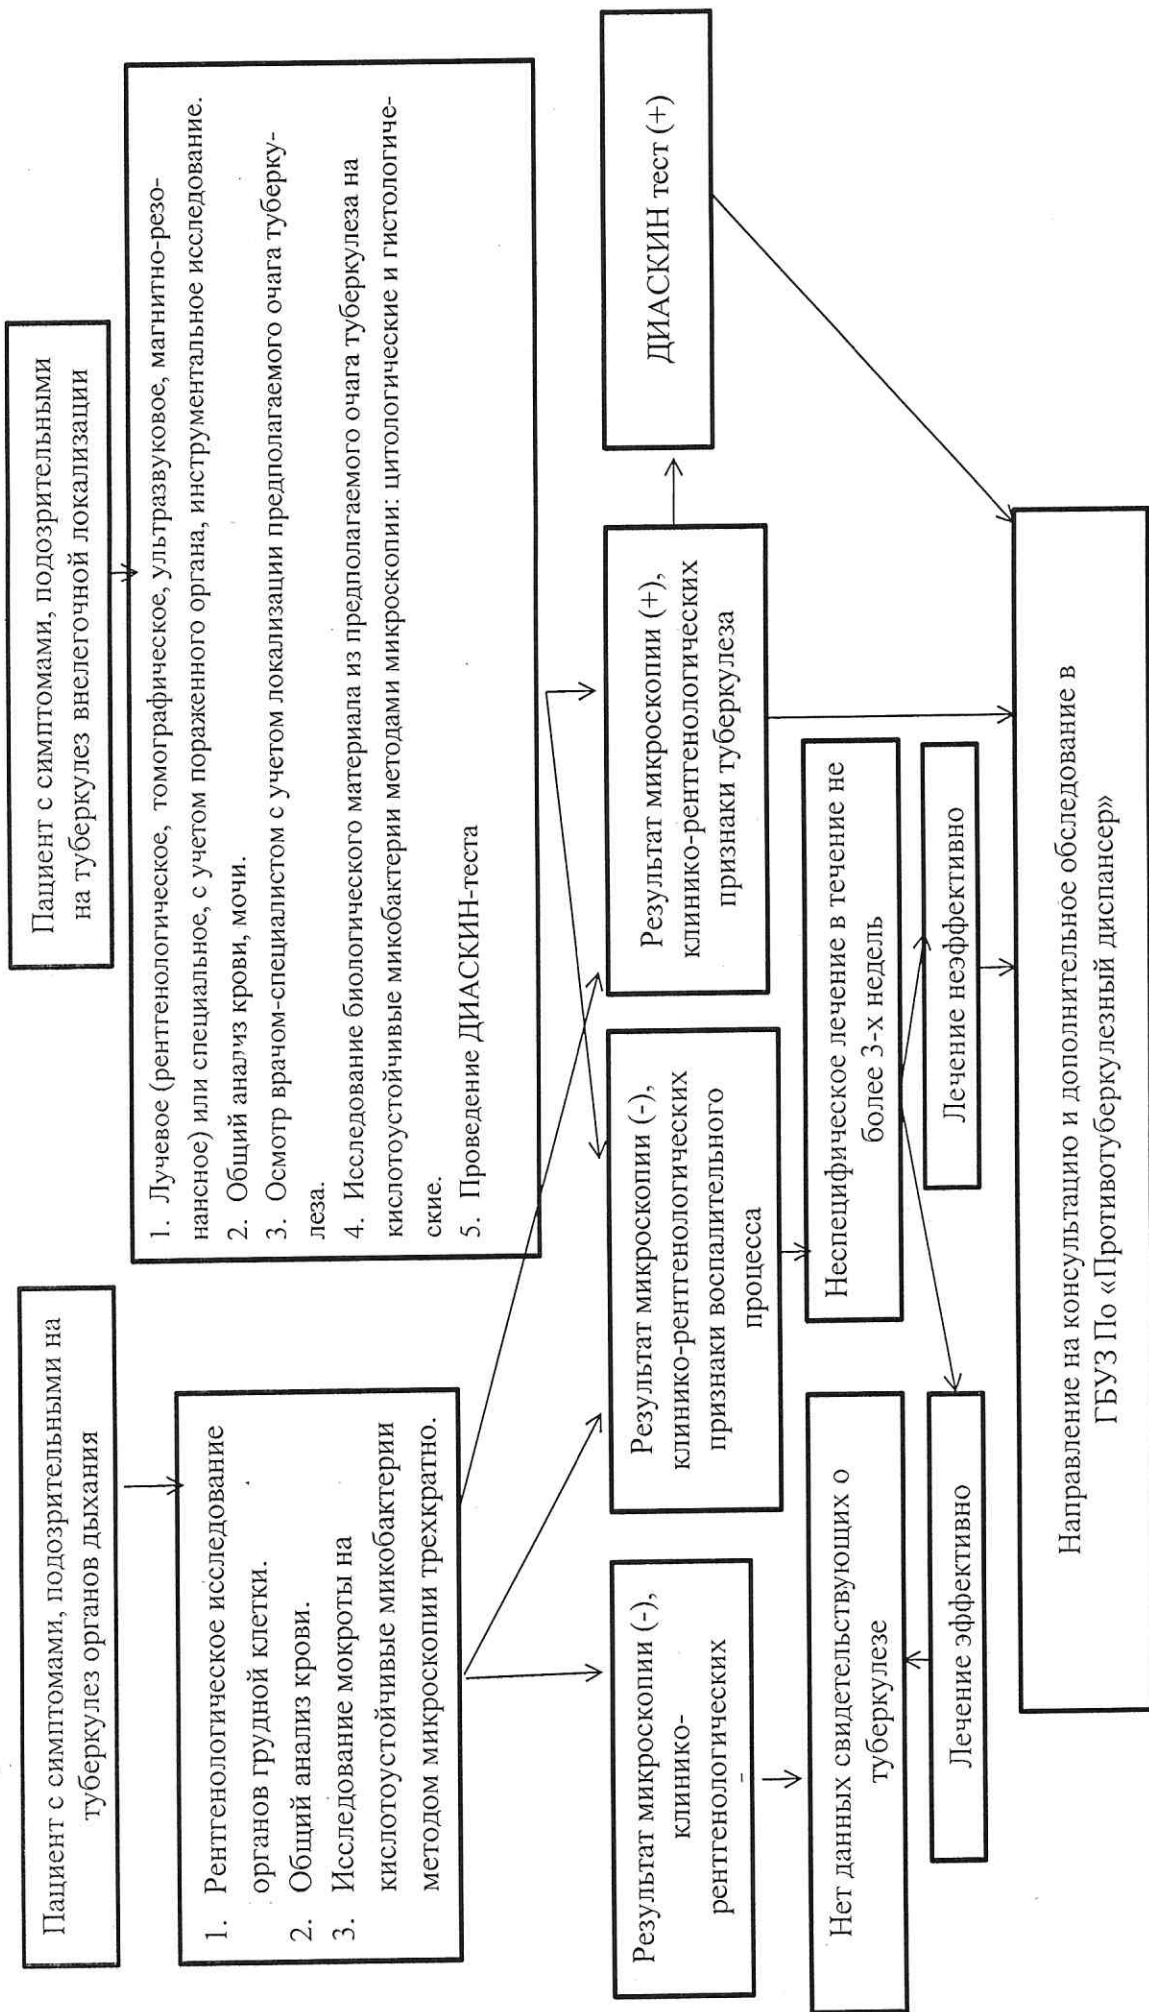 Пациент с симптомами, подозрительными на
туберкулез органов дыхания
Пациент с симптомами, подозрительными
на туберкулез внелегочной локализации
1. Рентгенологическое исследование
органов грудной клетки.
2. Общий анализ крови.
3. Исследование мокроты на
кислотоустойчивые микобактерии
методом микроскопии трехкратно.
1. Лучевое (рентгенологическое, томографическое, ультразвуковое, магнитно-резо-
нансное) или специальное, с учетом пораженного органа, инструментальное исследование.
2. Общий анализ крови, мочи.
3. Осмотр врачом-специалистом с учетом локализации предполагаемого очага туберку-
леза.
4. Исследование биологического материала из предполагаемого очага туберкулеза на
кислотоустойчивые микобактерии методами микроскопии: цитологические и гистологиче-
ские.
5. Проведение ДИАСКИН-теста
Результат микроскопии (-),
клинико-
рентгенологических
-
Результат микроскопии (-),
клинико-рентгенологических
признаки воспалительного
процесса
Результат микроскопии (+),
клинико-рентгенологических
признаки туберкулеза
ДИАСКИН тест (+)
Нет данных свидетельствующих о
туберкулезе
Неспецифическое лечение в течение не
более 3-х недель
Лечение эффективно
Лечение неэффективно
Направление на консультацию и дополнительное обследование в
ГБУЗ По «Противотуберкулезный диспансер»